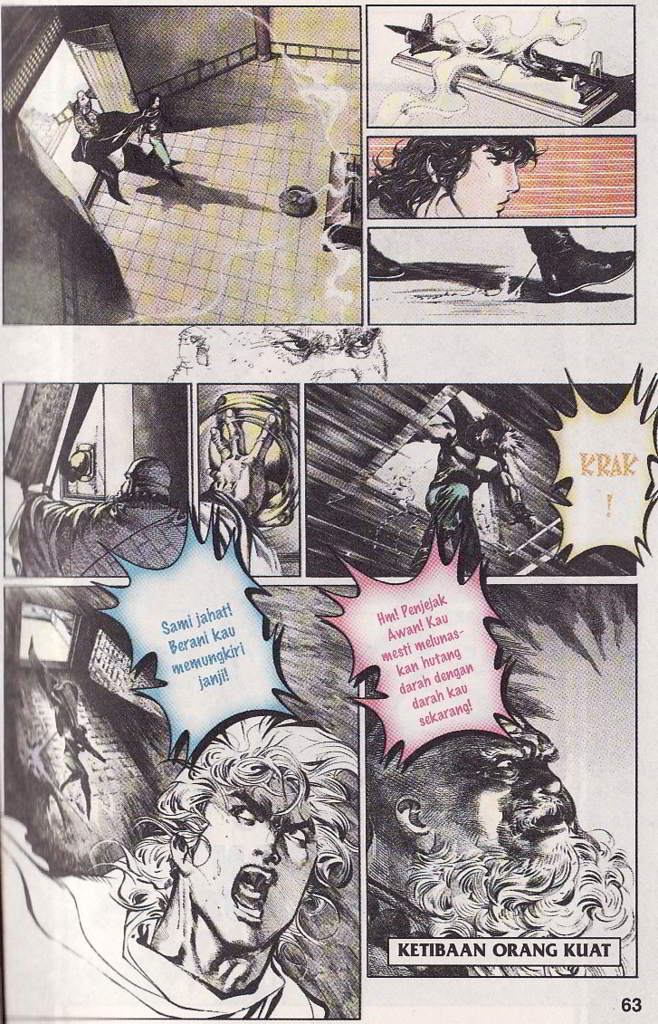 KRAK
!
Sami jahat!
Berani kau
memungkiri
janji!
Hm! Penjejak
Awan! Kau
mesti melunas-
kan hutang
darah dengan
darah kau
sekarang!
KETIBAAN ORANG KUAT
63